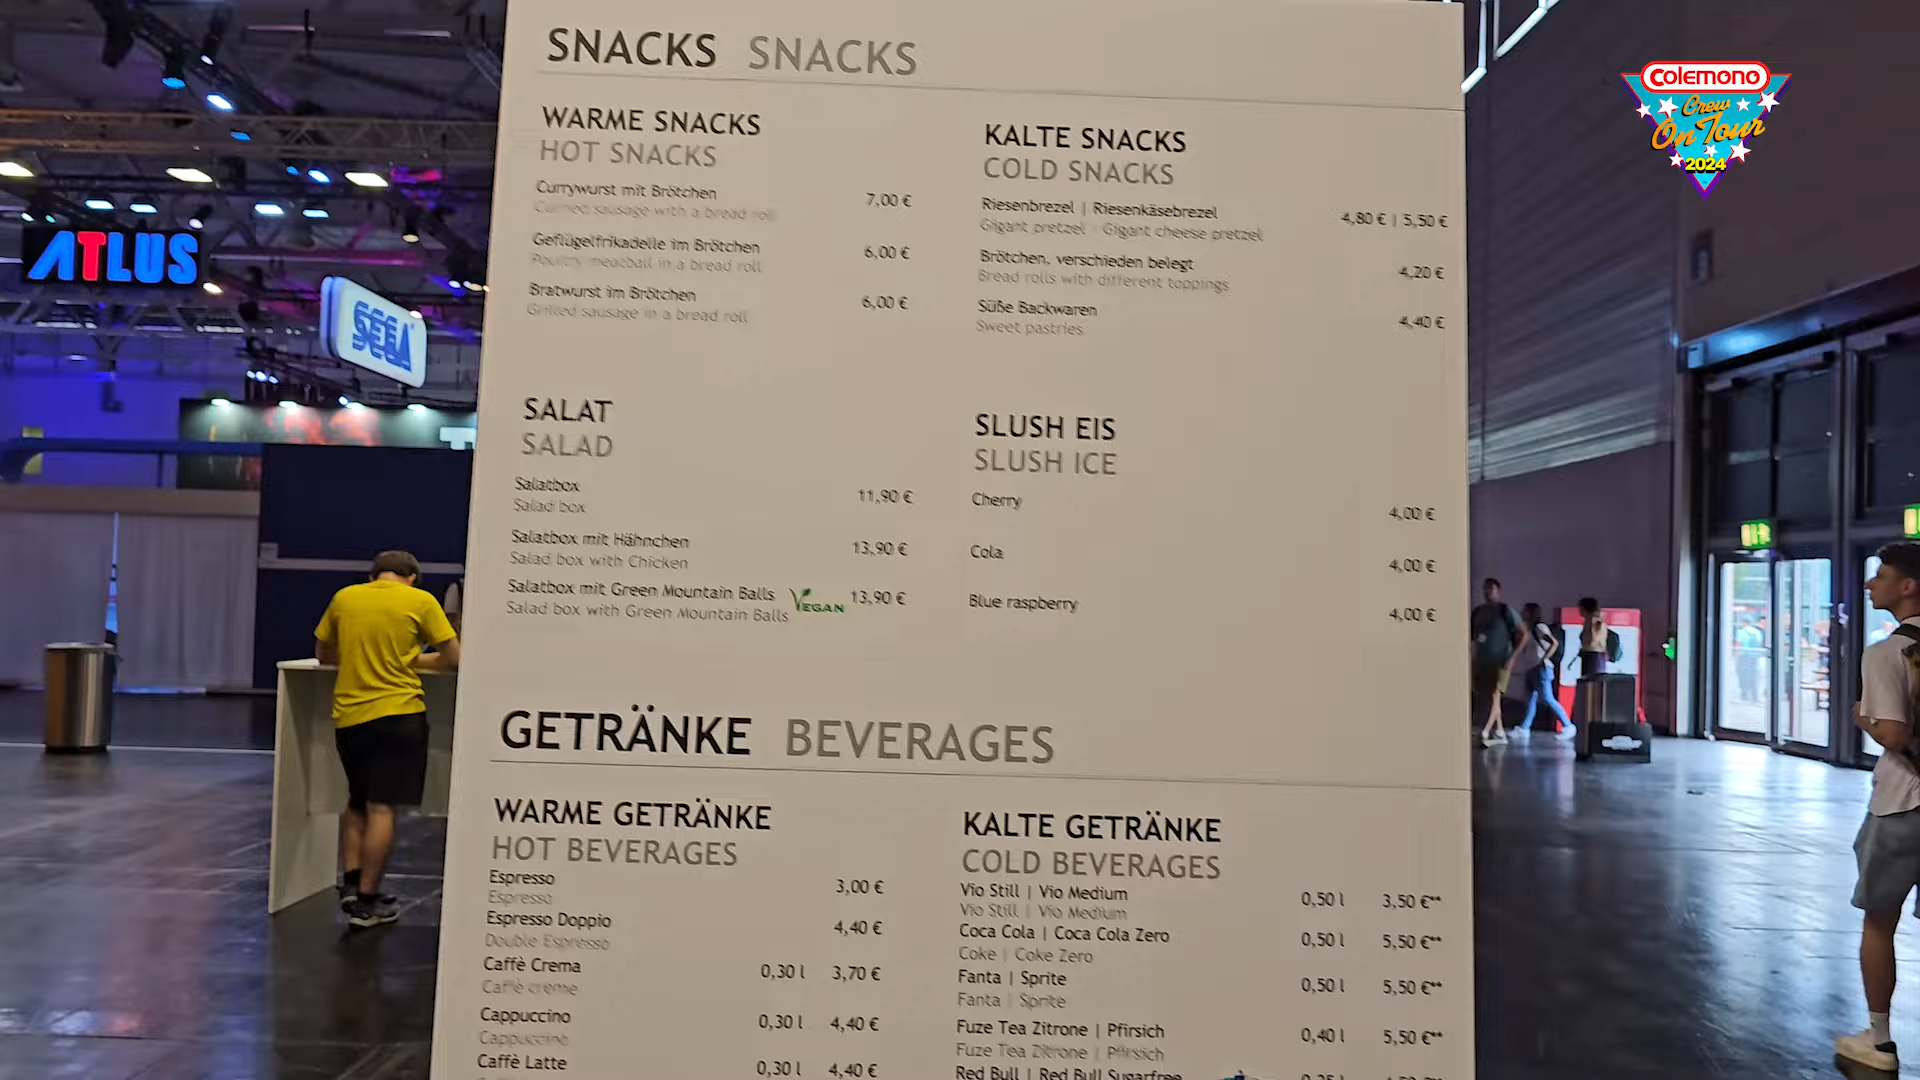 SNACKS SNACKS
WARME SNACKS
HOT SNACKS
Currywurst mit Brötchen 7,00 €
Curried sausage with a bread roll
Geflügelfrikadelle im Brötchen 6,00 €
Poultry meatball in a bread roll
Bratwurst im Brötchen 6,00 €
Grilled sausage in a bread roll
KALTE SNACKS
COLD SNACKS
Riesenbrezel | Riesenkäsebrezel 4,80 € | 5,50 €
Gigant pretzel | Gigant cheese pretzel
Brötchen, verschieden belegt 4,20 €
Bread rolls with different toppings
Süße Backwaren 4,40 €
Sweet pastries
SALAT
SALAD
Salatbox 11,90 €
Salad box
Salatbox mit Hähnchen 13,90 €
Salad box with Chicken
Salatbox mit Green Mountain Balls VEGAN 13,90 €
Salad box with Green Mountain Balls
SLUSH EIS
SLUSH ICE
Cherry 4,00 €
Cola 4,00 €
Blue raspberry 4,00 €
GETRÄNKE BEVERAGES
WARME GETRÄNKE
HOT BEVERAGES
Espresso 3,00 €
Espresso
Espresso Doppio 4,40 €
Double Espresso
Caffè Crema 0,30 l 3,70 €
Caffè creme
Cappuccino 0,30 l 4,40 €
Cappuccino
Caffè Latte 0,30 l 4,40 €
KALTE GETRÄNKE
COLD BEVERAGES
Vio Still | Vio Medium 0,50 l 3,50 €**
Vio Still | Vio Medium
Coca Cola | Coca Cola Zero 0,50 l 5,50 €**
Coke | Coke Zero
Fanta | Sprite 0,50 l 5,50 €**
Fanta | Sprite
Fuze Tea Zitrone | Pfirsich 0,40 l 5,50 €**
Fuze Tea Zitrone | Pfirsich
Red Bull | Red Bull Sugarfree
ATLUS
SEGA
Colemono
Crew
On Tour
2024